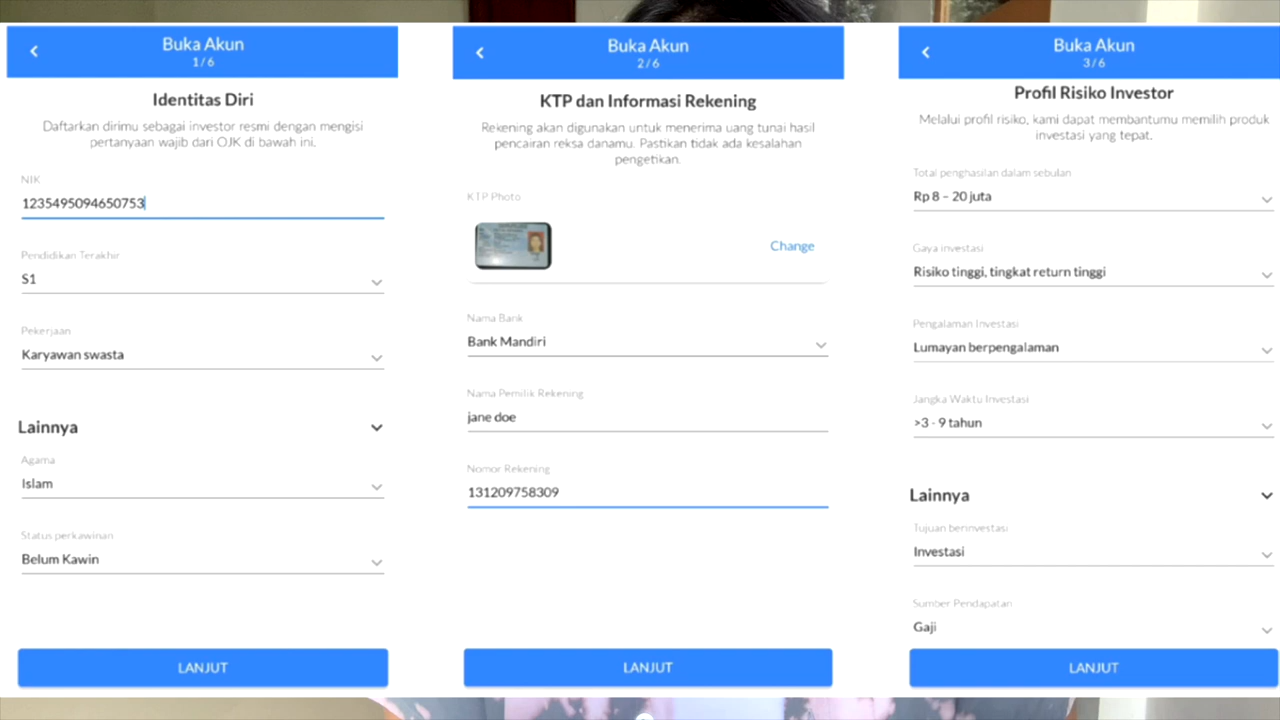 Buka Akun
1/6
Identitas Diri
Daftarkan dirimu sebagai investor resmi dengan mengisi
pertanyaan wajib dari OJK di bawah ini.
NIK
1235495094650753
Pendidikan Terakhir
S1
Pekerjaan
Karyawan swasta
Lainnya
Agama
Islam
Status perkawinan
Belum Kawin
LANJUT
Buka Akun
2/6
KTP dan Informasi Rekening
Rekening akan digunakan untuk menerima uang tunai hasil
pencairan reksa danamu. Pastikan tidak ada kesalahan
pengetikan.
KTP Photo
Change
Nama Bank
Bank Mandiri
Nama Pemilik Rekening
jane doe
Nomor Rekening
131209758309
LANJUT
Buka Akun
3/6
Profil Risiko Investor
Melalui profil risiko, kami dapat membantumu memilih produk
investasi yang tepat.
Total penghasilan dalam sebulan
Rp 8 – 20 juta
Gaya investasi
Risiko tinggi, tingkat return tinggi
Pengalaman Investasi
Lumayan berpengalaman
Jangka Waktu Investasi
>3 - 9 tahun
Lainnya
Tujuan berinvestasi
Investasi
Sumber Pendapatan
Gaji
LANJUT